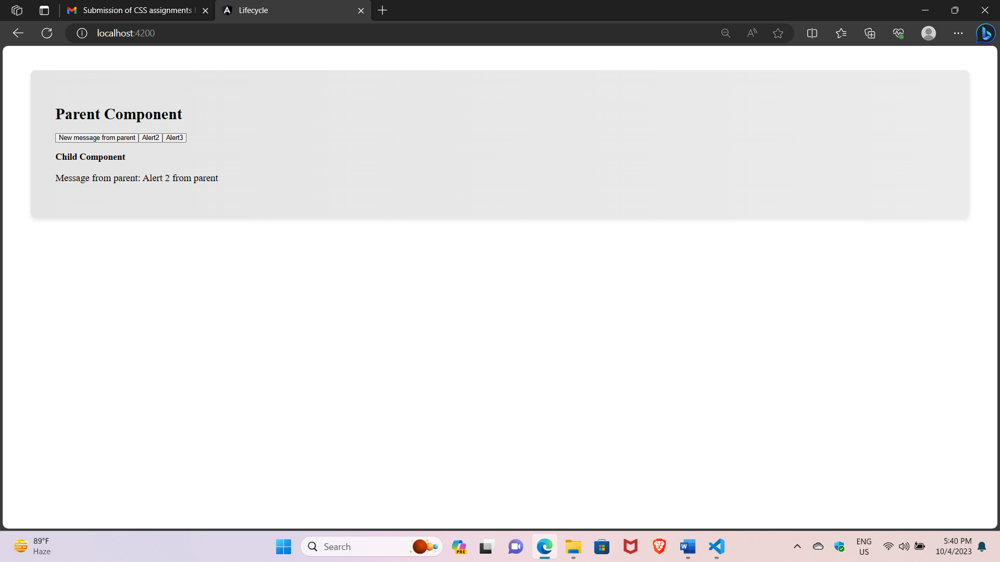 Submission of CSS assignments
Lifecycle
localhost:4200
Parent Component
New message from parent Alert2 Alert3
Child Component
Message from parent: Alert 2 from parent
89°F
Haze
Search
PRE
ENG
US
5:40 PM
10/4/2023